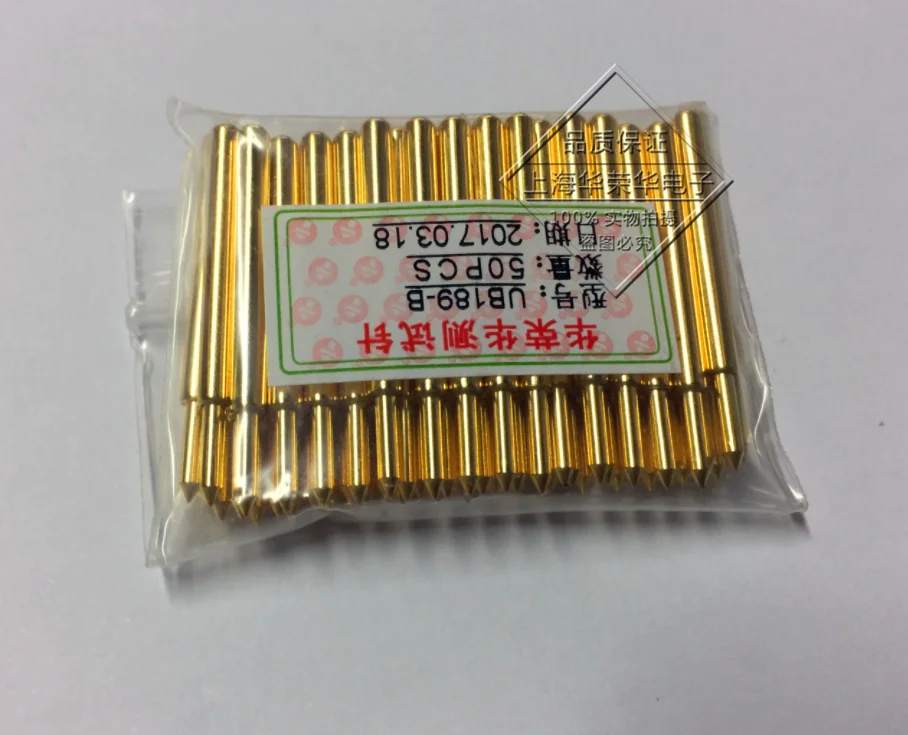 华荣华测试针
型号：UB189-B
数量：50PCS
日期：2017.03.18
品质保证
上海华荣华电子
100% 实物拍摄
盗图必究